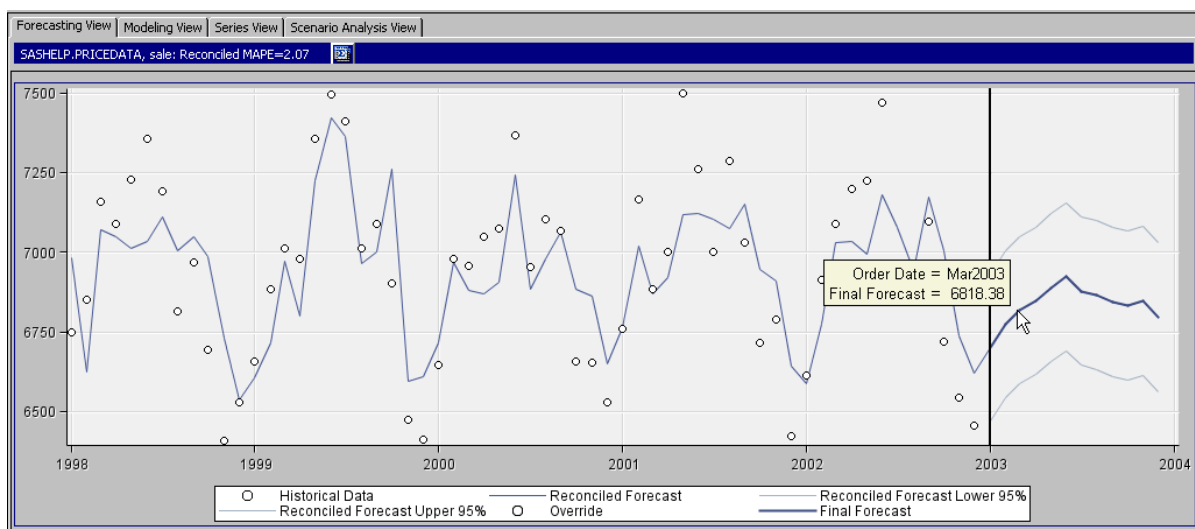 Forecasting View Modeling View Series View Scenario Analysis View
SASHELP.PRICEDATA, sale: Reconciled MAPE=2.07
7500
7250
7000
6750
6500
Order Date = Mar2003
Final Forecast = 6818.38
1998 1999 2000 2001 2002 2003 2004
Historical Data Reconciled Forecast Reconciled Forecast Lower 95%
Reconciled Forecast Upper 95% Override Final Forecast